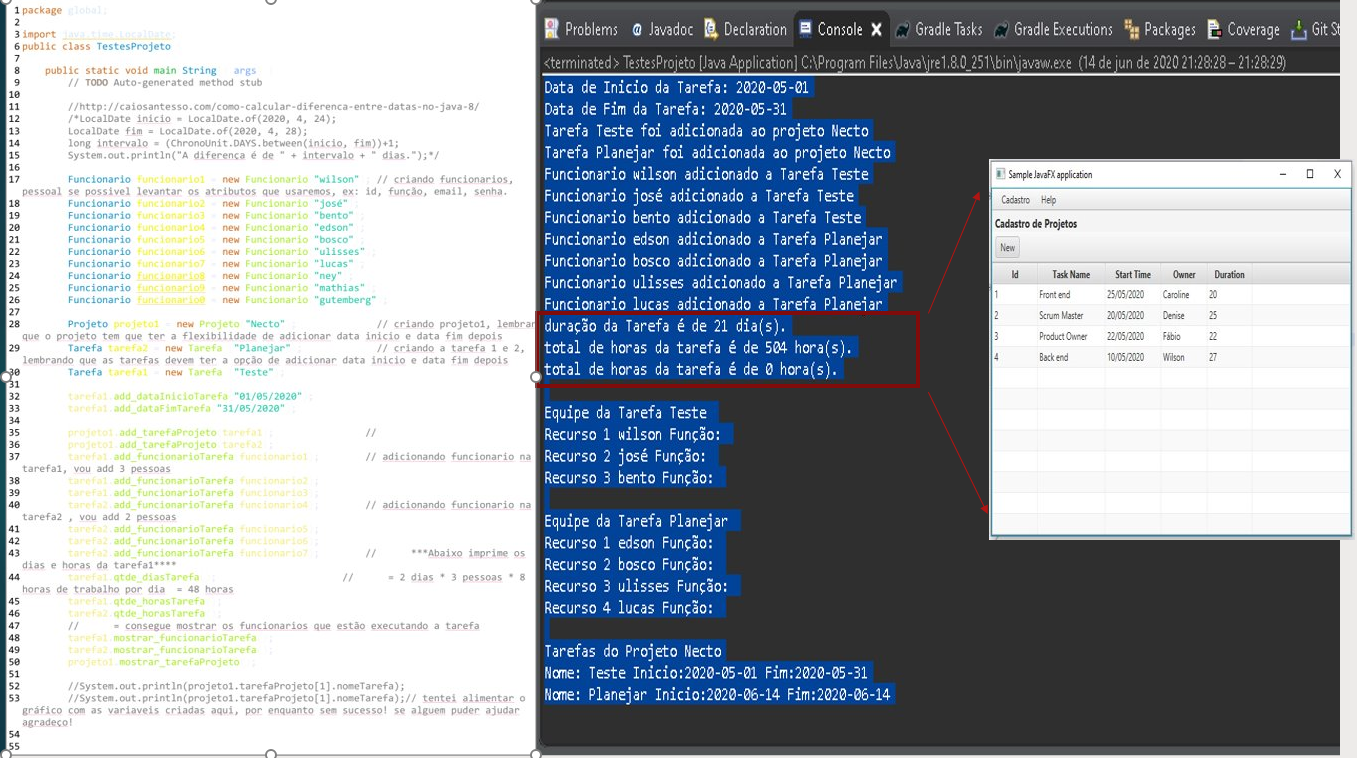 1 package global;
2
3 import java.time.LocalDate;
6 public class TestesProjeto
7
8 public static void main String args
9 // TODO Auto-generated method stub
10
11 //http://caiosantesso.com/como-calcular-diferenca-entre-datas-no-java-8/
12 /*LocalDate inicio = LocalDate.of(2020, 4, 24);
13 LocalDate fim = LocalDate.of(2020, 4, 28);
14 long intervalo = (ChronoUnit.DAYS.between(inicio, fim))+1;
15 System.out.println("A diferença é de " + intervalo + " dias.");*/
16
17 Funcionario funcionario1 = new Funcionario "wilson" ; // criando funcionarios,
pessoal se possivel levantar os atributos que usaremos, ex: id, função, email, senha.
18 Funcionario funcionario2 = new Funcionario "josé" ;
19 Funcionario funcionario3 = new Funcionario "bento" ;
20 Funcionario funcionario4 = new Funcionario "edson" ;
21 Funcionario funcionario5 = new Funcionario "bosco" ;
22 Funcionario funcionario6 = new Funcionario "ulisses" ;
23 Funcionario funcionario7 = new Funcionario "lucas" ;
24 Funcionario funcionario8 = new Funcionario "ney" ;
25 Funcionario funcionario9 = new Funcionario "mathias" ;
26 Funcionario funcionario0 = new Funcionario "gutemberg" ;
27
28 Projeto projeto1 = new Projeto "Necto" ; // criando projeto1, lembran
que o projeto tem que ter a flexibilidade de adicionar data inicio e data fim depois
29 Tarefa tarefa2 = new Tarefa "Planejar" ; // criando a tarefa 1 e 2,
lembrando que as tarefas devem ter a opção de adicionar data inicio e data fim depois
30 Tarefa tarefa1 = new Tarefa "Teste" ;
31
32 tarefa1.add_dataInicioTarefa "01/05/2020" ;
33 tarefa1.add_dataFimTarefa "31/05/2020" ;
34
35 projeto1.add_tarefaProjeto tarefa1 ; //
36 projeto1.add_tarefaProjeto tarefa2 ;
37 tarefa1.add_funcionarioTarefa funcionario1 ; // adicionando funcionario na
tarefa1, vou add 3 pessoas
38 tarefa1.add_funcionarioTarefa funcionario2 ;
39 tarefa1.add_funcionarioTarefa funcionario3 ;
40 tarefa2.add_funcionarioTarefa funcionario4 ; // adicionando funcionario na
tarefa2 , vou add 2 pessoas
41 tarefa2.add_funcionarioTarefa funcionario5 ;
42 tarefa2.add_funcionarioTarefa funcionario6 ;
43 tarefa2.add_funcionarioTarefa funcionario7 ; // ***Abaixo imprime os
dias e horas da tarefa1****
44 tarefa1.qtde_diasTarefa ; // = 2 dias * 3 pessoas * 8
horas de trabalho por dia = 48 horas
45 tarefa1.qtde_horasTarefa ;
46 tarefa2.qtde_horasTarefa ;
47 // = consegue mostrar os funcionarios que estão executando a tarefa
48 tarefa1.mostrar_funcionarioTarefa ;
49 tarefa2.mostrar_funcionarioTarefa ;
50 projeto1.mostrar_tarefaProjeto ;
51
52 //System.out.println(projeto1.tarefaProjeto[1].nomeTarefa);
53 //System.out.println(projeto1.tarefaProjeto[1].nomeTarefa);// tentei alimentar o
gráfico com as variaveis criadas aqui, por enquanto sem sucesso! se alguem puder ajudar
agradeço!
54
55
Problems @ Javadoc Declaration Console Gradle Tasks Gradle Executions Packages Coverage Git St
<terminated> TestesProjeto [Java Application] C:\Program Files\Java\jre1.8.0_251\bin\javaw.exe (14 de jun de 2020 21:28:28 – 21:28:29)
Data de Inicio da Tarefa: 2020-05-01
Data de Fim da Tarefa: 2020-05-31
Tarefa Teste foi adicionada ao projeto Necto
Tarefa Planejar foi adicionada ao projeto Necto
Funcionario wilson adicionado a Tarefa Teste
Funcionario josé adicionado a Tarefa Teste
Funcionario bento adicionado a Tarefa Teste
Funcionario edson adicionado a Tarefa Planejar
Funcionario bosco adicionado a Tarefa Planejar
Funcionario ulisses adicionado a Tarefa Planejar
Funcionario lucas adicionado a Tarefa Planejar
duração da Tarefa é de 21 dia(s).
total de horas da tarefa é de 504 hora(s).
total de horas da tarefa é de 0 hora(s).
Equipe da Tarefa Teste
Recurso 1 wilson Função:
Recurso 2 josé Função:
Recurso 3 bento Função:
Equipe da Tarefa Planejar
Recurso 1 edson Função:
Recurso 2 bosco Função:
Recurso 3 ulisses Função:
Recurso 4 lucas Função:
Tarefas do Projeto Necto
Nome: Teste Inicio:2020-05-01 Fim:2020-05-31
Nome: Planejar Inicio:2020-06-14 Fim:2020-06-14
Sample JavaFX application
Cadastro Help
Cadastro de Projetos
New
Id Task Name Start Time Owner Duration
1 Front end 25/05/2020 Caroline 20
2 Scrum Master 20/05/2020 Denise 25
3 Product Owner 22/05/2020 Fábio 22
4 Back end 10/05/2020 Wilson 27